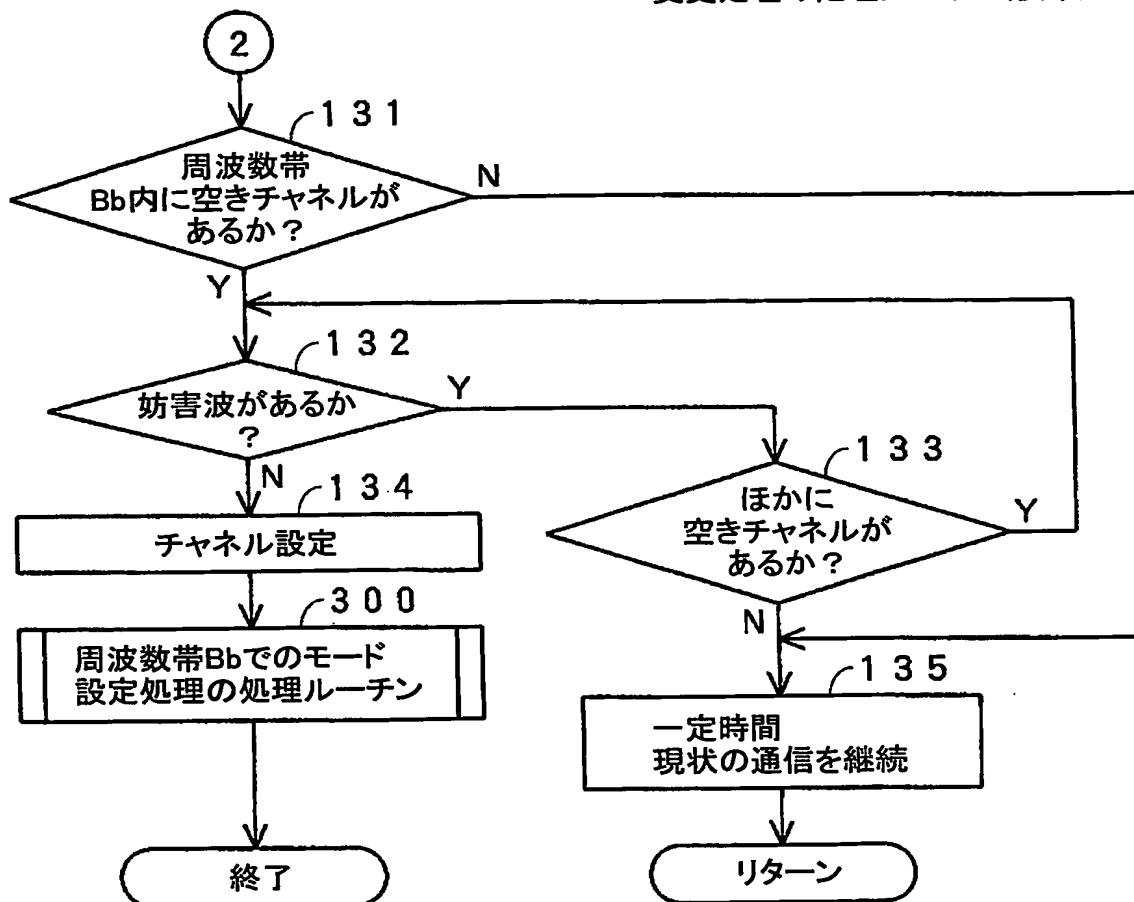 2
131
周波数帯
Bb内に空きチャネルが
あるか？
N
Y
132
妨害波があるか
？
Y
N
133
ほかに
空きチャネルが
あるか？
Y
N
134
チャネル設定
300
周波数帯Bbでのモード
設定処理の処理ルーチン
135
一定時間
現状の通信を継続
終了
リターン